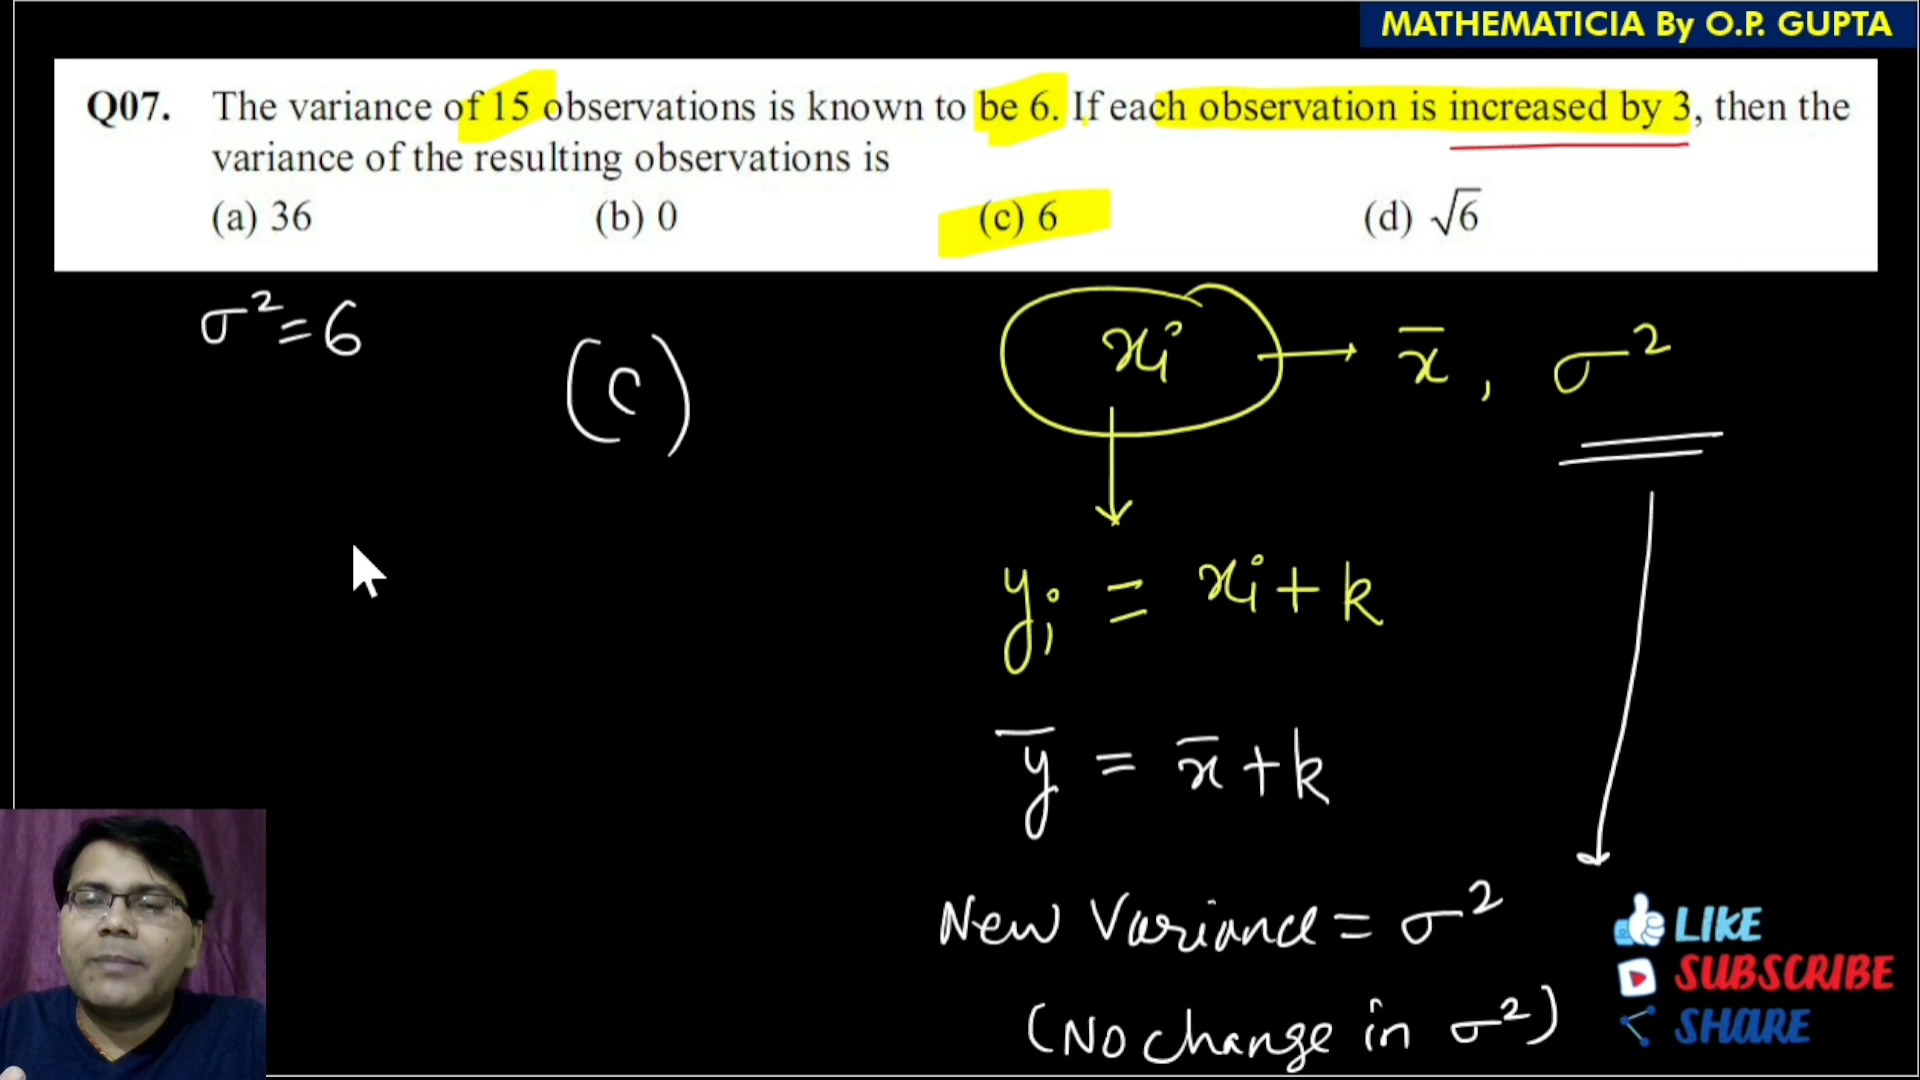 MATHEMATICIA By O.P. GUPTA
Q07. The variance of 15 observations is known to be 6. If each observation is increased by 3, then the
variance of the resulting observations is
(a) 36 (b) 0 (c) 6 (d) √6
σ² = 6
(c)
xᵢ → x̄, σ²
yᵢ = xᵢ + k
ȳ = x̄ + k
New Variance = σ²
(No change in σ²)
LIKE
SUBSCRIBE
SHARE